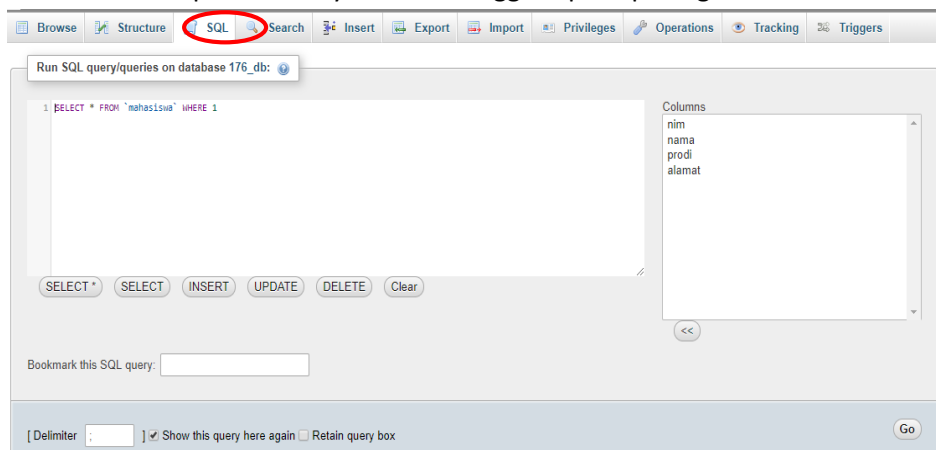 Browse Structure SQL Search Insert Export Import Privileges Operations Tracking Triggers
Run SQL query/queries on database 176_db:
1 SELECT * FROM `mahasiswa` WHERE 1
Columns
nim
nama
prodi
alamat
SELECT * SELECT INSERT UPDATE DELETE Clear
<<
Bookmark this SQL query:
[ Delimiter ; ] Show this query here again Retain query box
Go